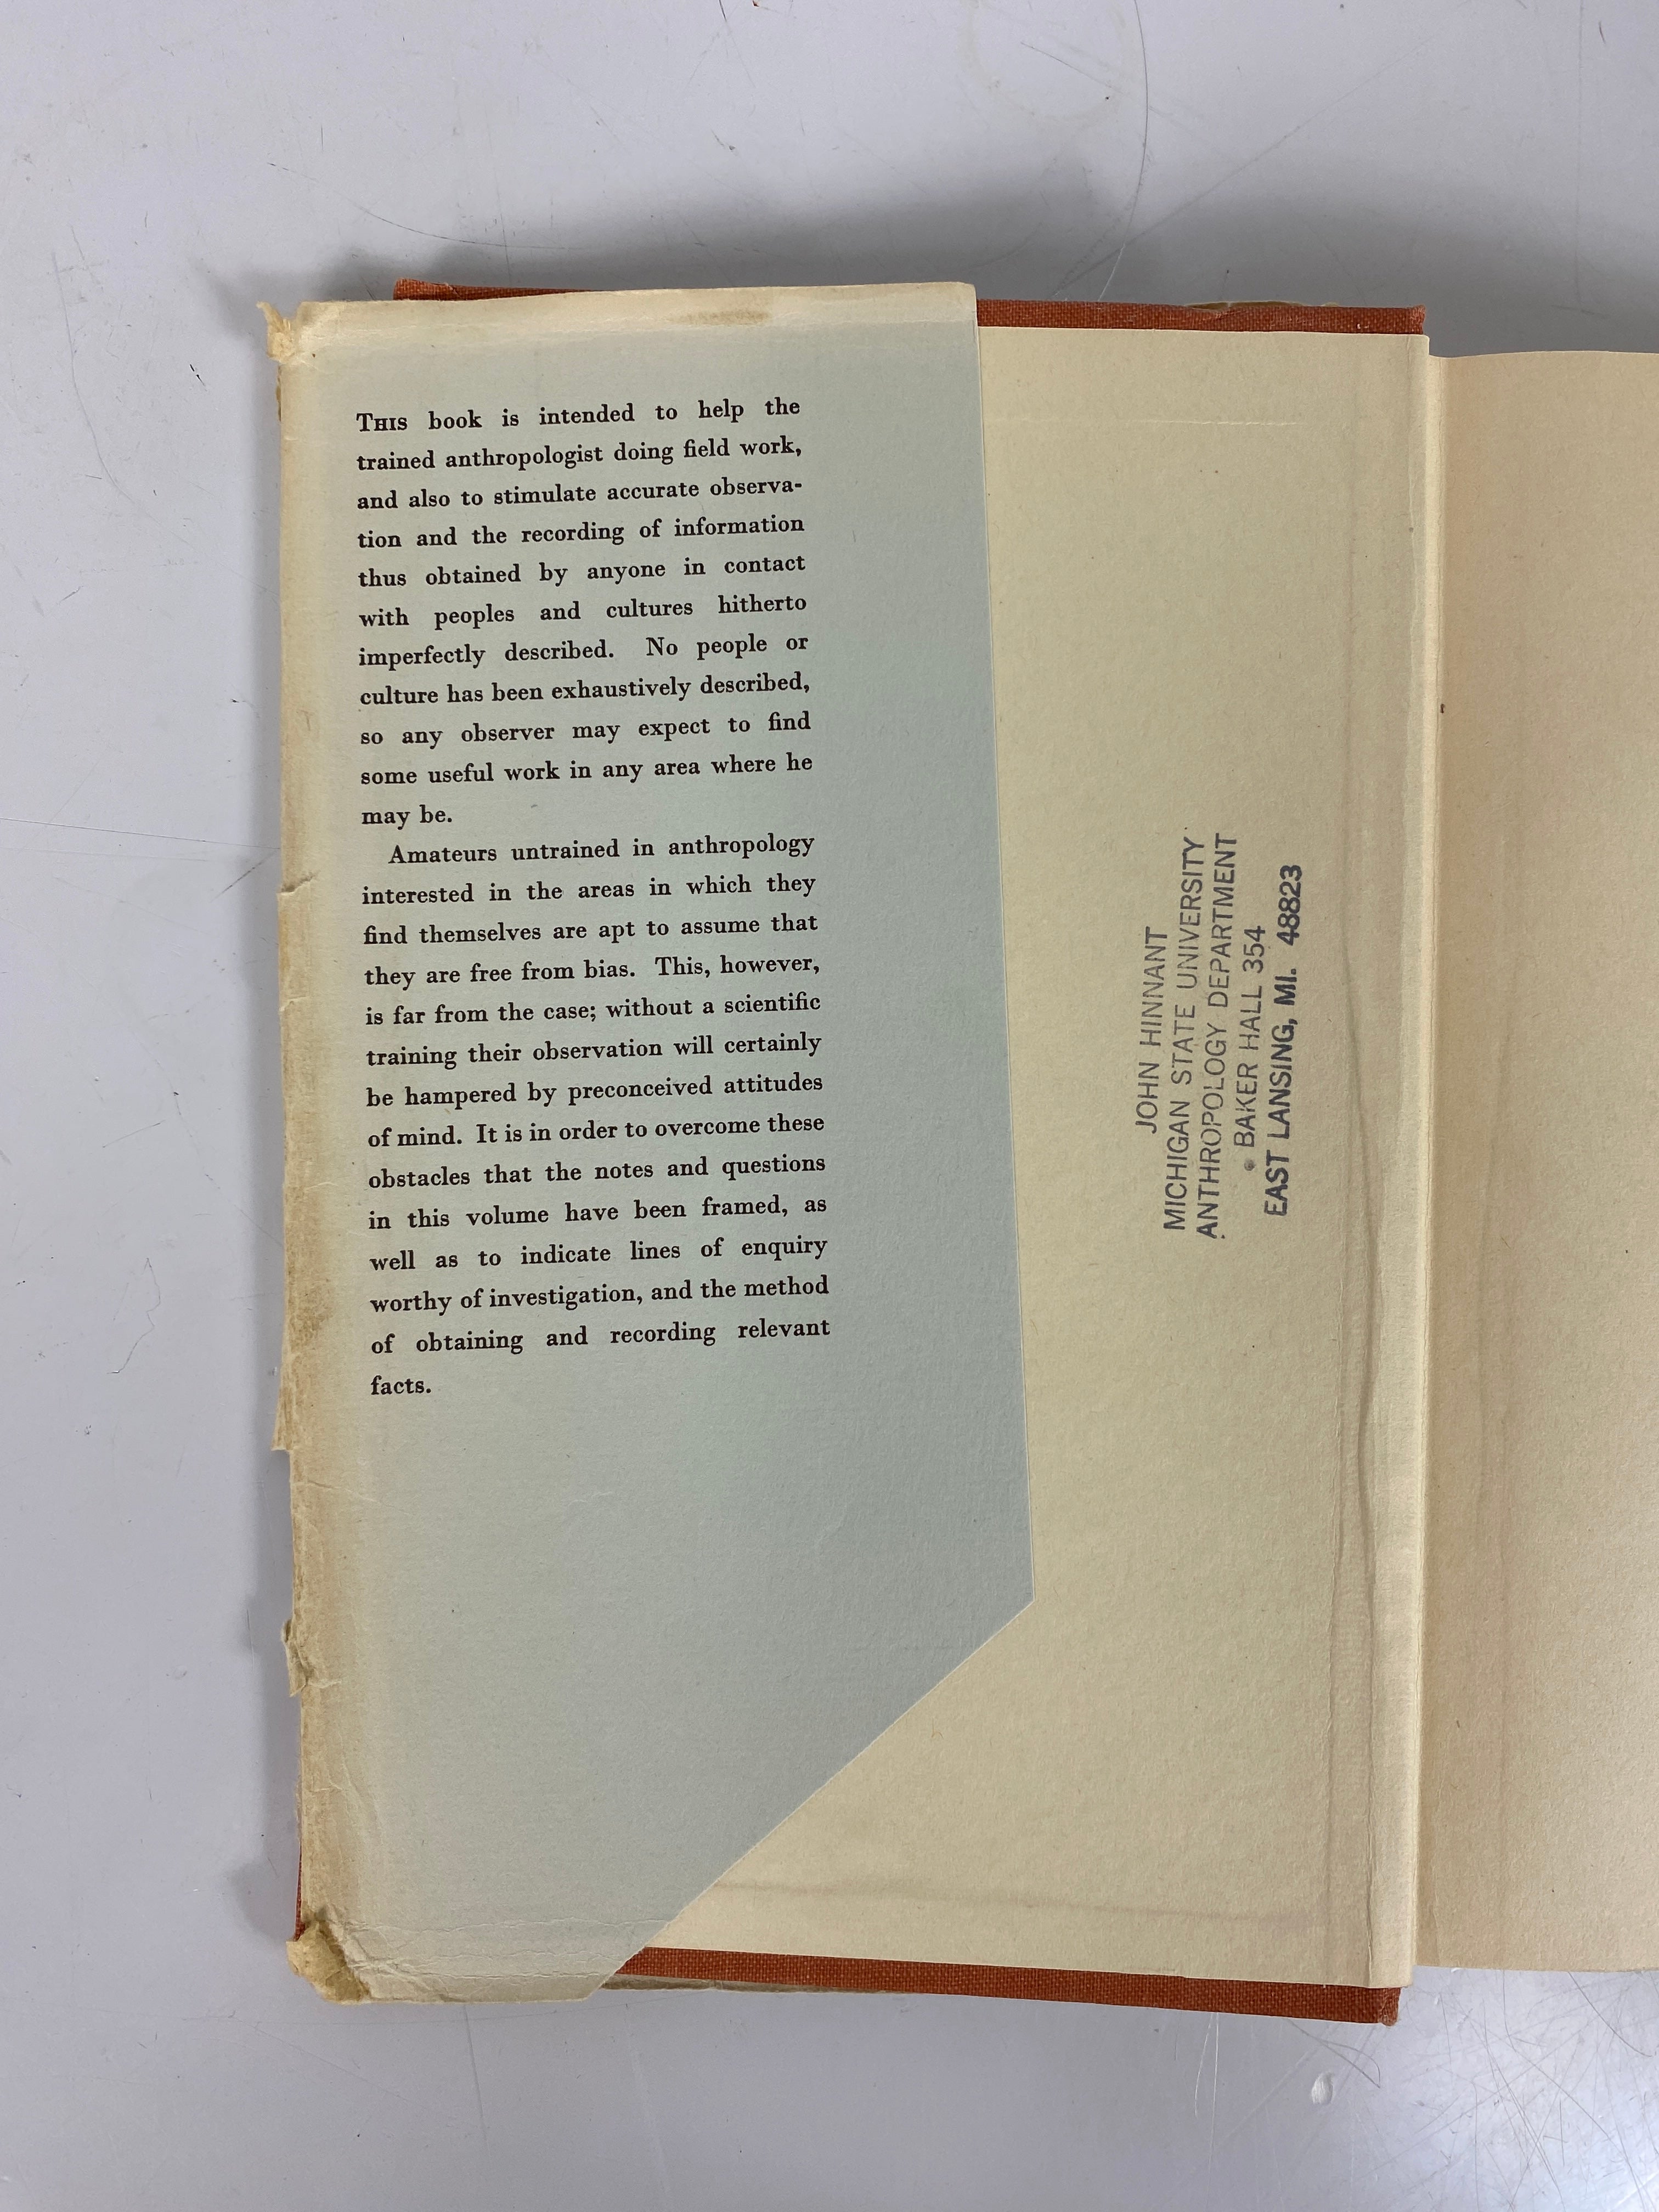 THIS book is intended to help the
trained anthropologist doing field work,
and also to stimulate accurate observa-
tion and the recording of information
thus obtained by anyone in contact
with peoples and cultures hitherto
imperfectly described. No people or
culture has been exhaustively described,
so any observer may expect to find
some useful work in any area where he
may be.
Amateurs untrained in anthropology
interested in the areas in which they
find themselves are apt to assume that
they are free from bias. This, however,
is far from the case; without a scientific
training their observation will certainly
be hampered by preconceived attitudes
of mind. It is in order to overcome these
obstacles that the notes and questions
in this volume have been framed, as
well as to indicate lines of enquiry
worthy of investigation, and the method
of obtaining and recording relevant
facts.
JOHN HINNANT
MICHIGAN STATE UNIVERSITY
ANTHROPOLOGY DEPARTMENT
BAKER HALL 354
EAST LANSING, MI. 48823